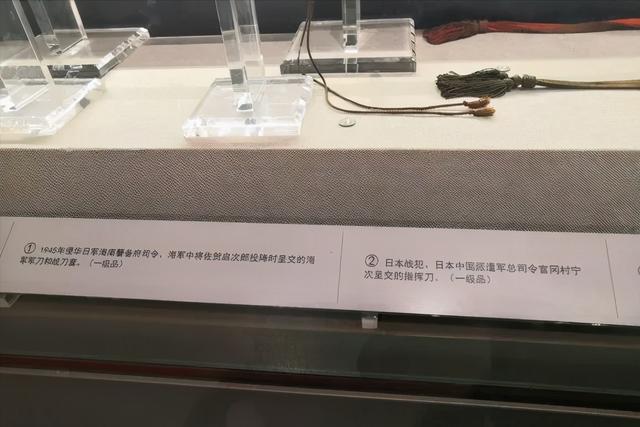 ① 1945年侵华日军海南警备府司令、海军中将佐贺启次郎投降时呈交的海
军军刀和战刀套。（一级品）
② 日本战犯、日本中国派遣军总司令官冈村宁
次呈交的指挥刀。（一级品）